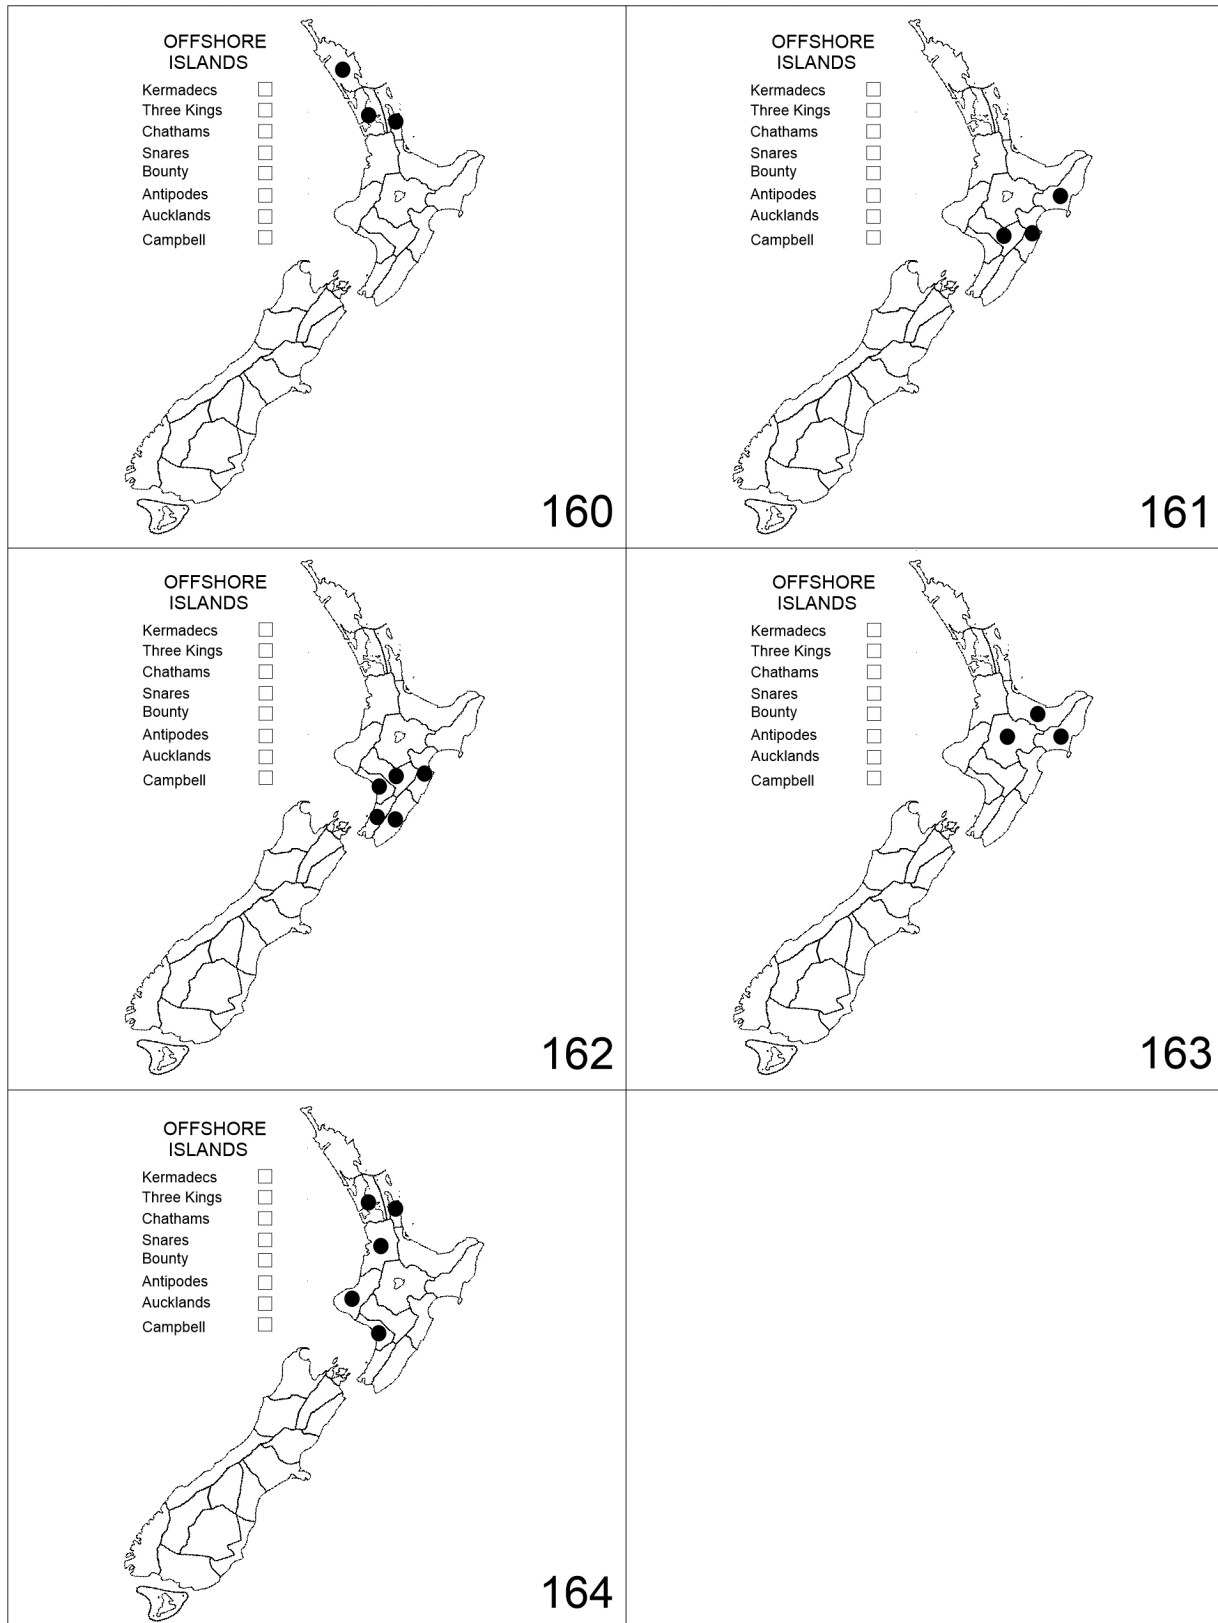 OFFSHORE
ISLANDS
Kermadecs
Three Kings
Chathams
Snares
Bounty
Antipodes
Aucklands
Campbell
160
OFFSHORE
ISLANDS
Kermadecs
Three Kings
Chathams
Snares
Bounty
Antipodes
Aucklands
Campbell
161
OFFSHORE
ISLANDS
Kermadecs
Three Kings
Chathams
Snares
Bounty
Antipodes
Aucklands
Campbell
162
OFFSHORE
ISLANDS
Kermadecs
Three Kings
Chathams
Snares
Bounty
Antipodes
Aucklands
Campbell
163
OFFSHORE
ISLANDS
Kermadecs
Three Kings
Chathams
Snares
Bounty
Antipodes
Aucklands
Campbell
164